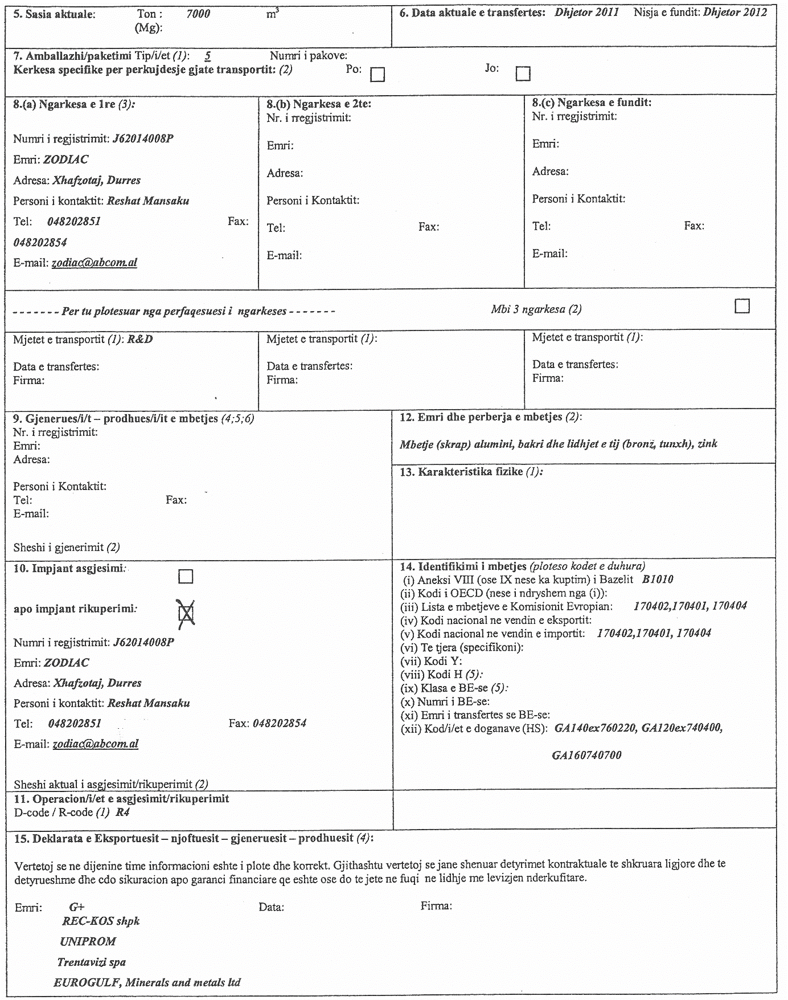 5. Sasia aktuale: Ton : 7000 m³
(Mg):
6. Data aktuale e transfertes: Dhjetor 2011 Nisja e fundit: Dhjetor 2012
7. Amballazhi/paketimi Tip/i/et (1): 5 Numri i pakove:
Kerkesa specifike per perkujdesje gjate transportit: (2) Po: Jo:
8.(a) Ngarkesa e 1re (3):
Numri i regjistrimit: J62014008P
Emri: ZODIAC
Adresa: Xhafzotaj, Durres
Personi i kontaktit: Reshat Mansaku
Tel: 048202851 Fax:
048202854
E-mail: zodiac@abcom.al
8.(b) Ngarkesa e 2te:
Nr. i rregjistrimit:
Emri:
Adresa:
Personi i Kontaktit:
Tel: Fax:
E-mail:
8.(c) Ngarkesa e fundit:
Nr. i rregjistrimit:
Emri:
Adresa:
Personi i Kontaktit:
Tel: Fax:
E-mail:
- - - - - - - Per tu plotesuar nga perfaqesuesi i ngarkeses - - - - - - - Mbi 3 ngarkesa (2)
Mjetet e transportit (1): R&D
Data e transfertes:
Firma:
Mjetet e transportit (1):
Data e transfertes:
Firma:
Mjetet e transportit (1):
Data e transfertes:
Firma:
9. Gjenerues/i/t – prodhues/i/it e mbetjes (4;5;6)
Nr. i rregjistrimit:
Emri:
Adresa:
Personi i Kontaktit:
Tel: Fax:
E-mail:
Sheshi i gjenerimit (2)
12. Emri dhe perberja e mbetjes (2):
Mbetje (skrap) alumini, bakri dhe lidhjet e tij (bronz, tunxh), zink
13. Karakteristika fizike (1):
10. Impjant asgjesimi:
apo impjant rikuperimi:
Numri i regjistrimit: J62014008P
Emri: ZODIAC
Adresa: Xhafzotaj, Durres
Personi i kontaktit: Reshat Mansaku
Tel: 048202851 Fax: 048202854
E-mail: zodiac@abcom.al
Sheshi aktual i asgjesimit/rikuperimit (2)
14. Identifikimi i mbetjes (ploteso kodet e duhura)
(i) Aneksi VIII (ose IX nese ka kuptim) i Bazelit B1010
(ii) Kodi i OECD (nese i ndryshem nga (i)):
(iii) Lista e mbetjeve e Komisionit Evropian: 170402,170401, 170404
(iv) Kodi nacional ne vendin e eksportit:
(v) Kodi nacional ne vendin e importit: 170402,170401, 170404
(vi) Te tjera (specifikoni):
(vii) Kodi Y:
(viii) Kodi H (5):
(ix) Klasa e BE-se (5):
(x) Numri i BE-se:
(xi) Emri i transfertes se BE-se:
(xii) Kod/i/et e doganave (HS): GA140ex760220, GA120ex740400,
GA160740700
11. Operacion/i/et e asgjesimit/rikuperimit
D-code / R-code (1) R4
15. Deklarata e Eksportuesit – njoftuesit – gjeneruesit – prodhuesit (4):
Vertetoj se ne dijenine time informacioni eshte i plote dhe korrekt. Gjithashtu vertetoj se jane shenuar detyrimet kontraktuale te shkruara ligjore dhe te
detyrueshme dhe cdo sikuracion apo garanci financiare qe eshte ose do te jete ne fuqi ne lidhje me levizjen nderkufitare.
Emri: G+ Data: Firma:
REC-KOS shpk
UNIPROM
Trentavizi spa
EUROGULF, Minerals and metals ltd